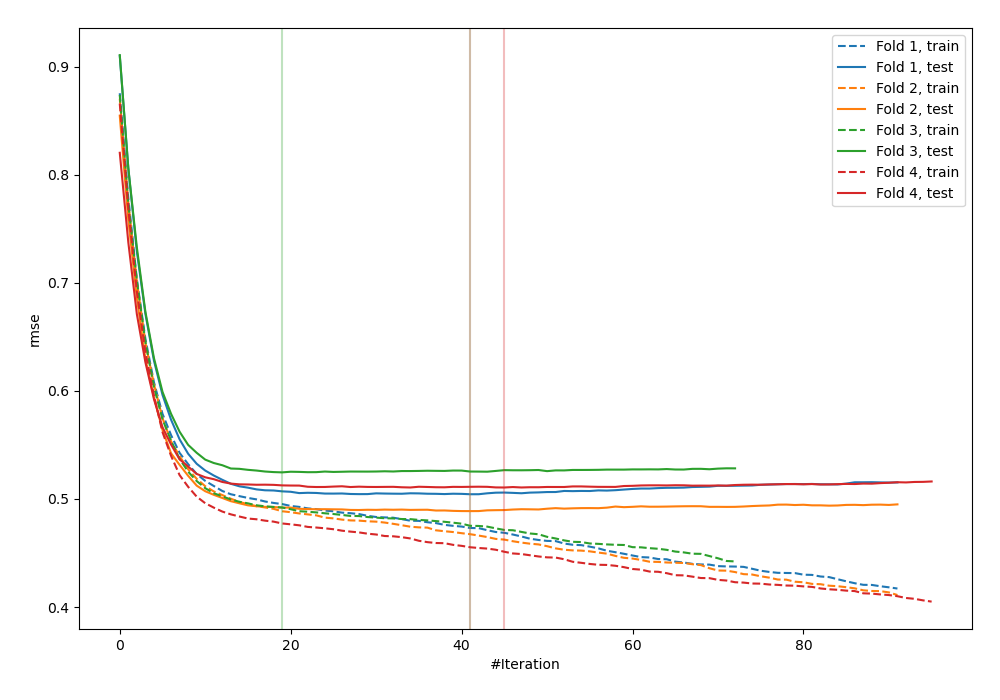 0.9
0.8
0.7
0.6
0.5
0.4
rmse
0
20
40
60
80
#Iteration
Fold 1, train
Fold 1, test
Fold 2, train
Fold 2, test
Fold 3, train
Fold 3, test
Fold 4, train
Fold 4, test